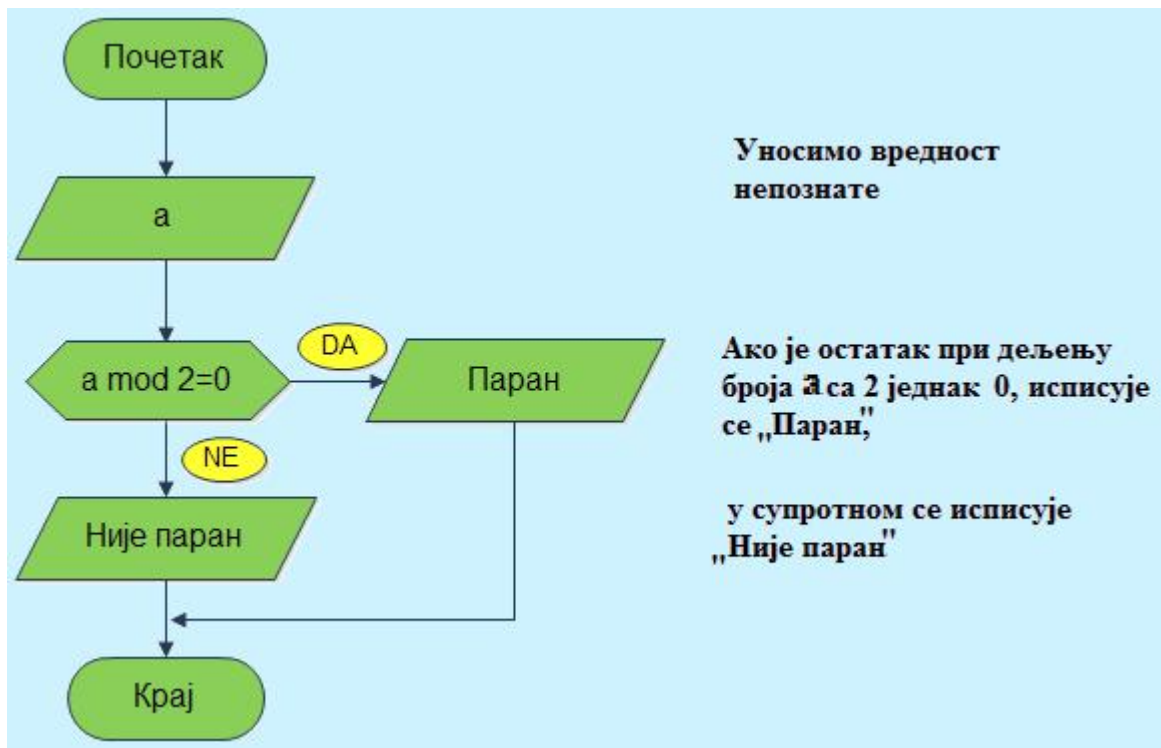 Почетак
Уносимо вредност
непознате
а
DA
a mod 2=0
Паран
Ако је остатак при дељењу
броја а са 2 једнак 0, исписује
се ,,Паран,"
NE
Није паран
у супротном се исписује
,,Није паран"
Крај